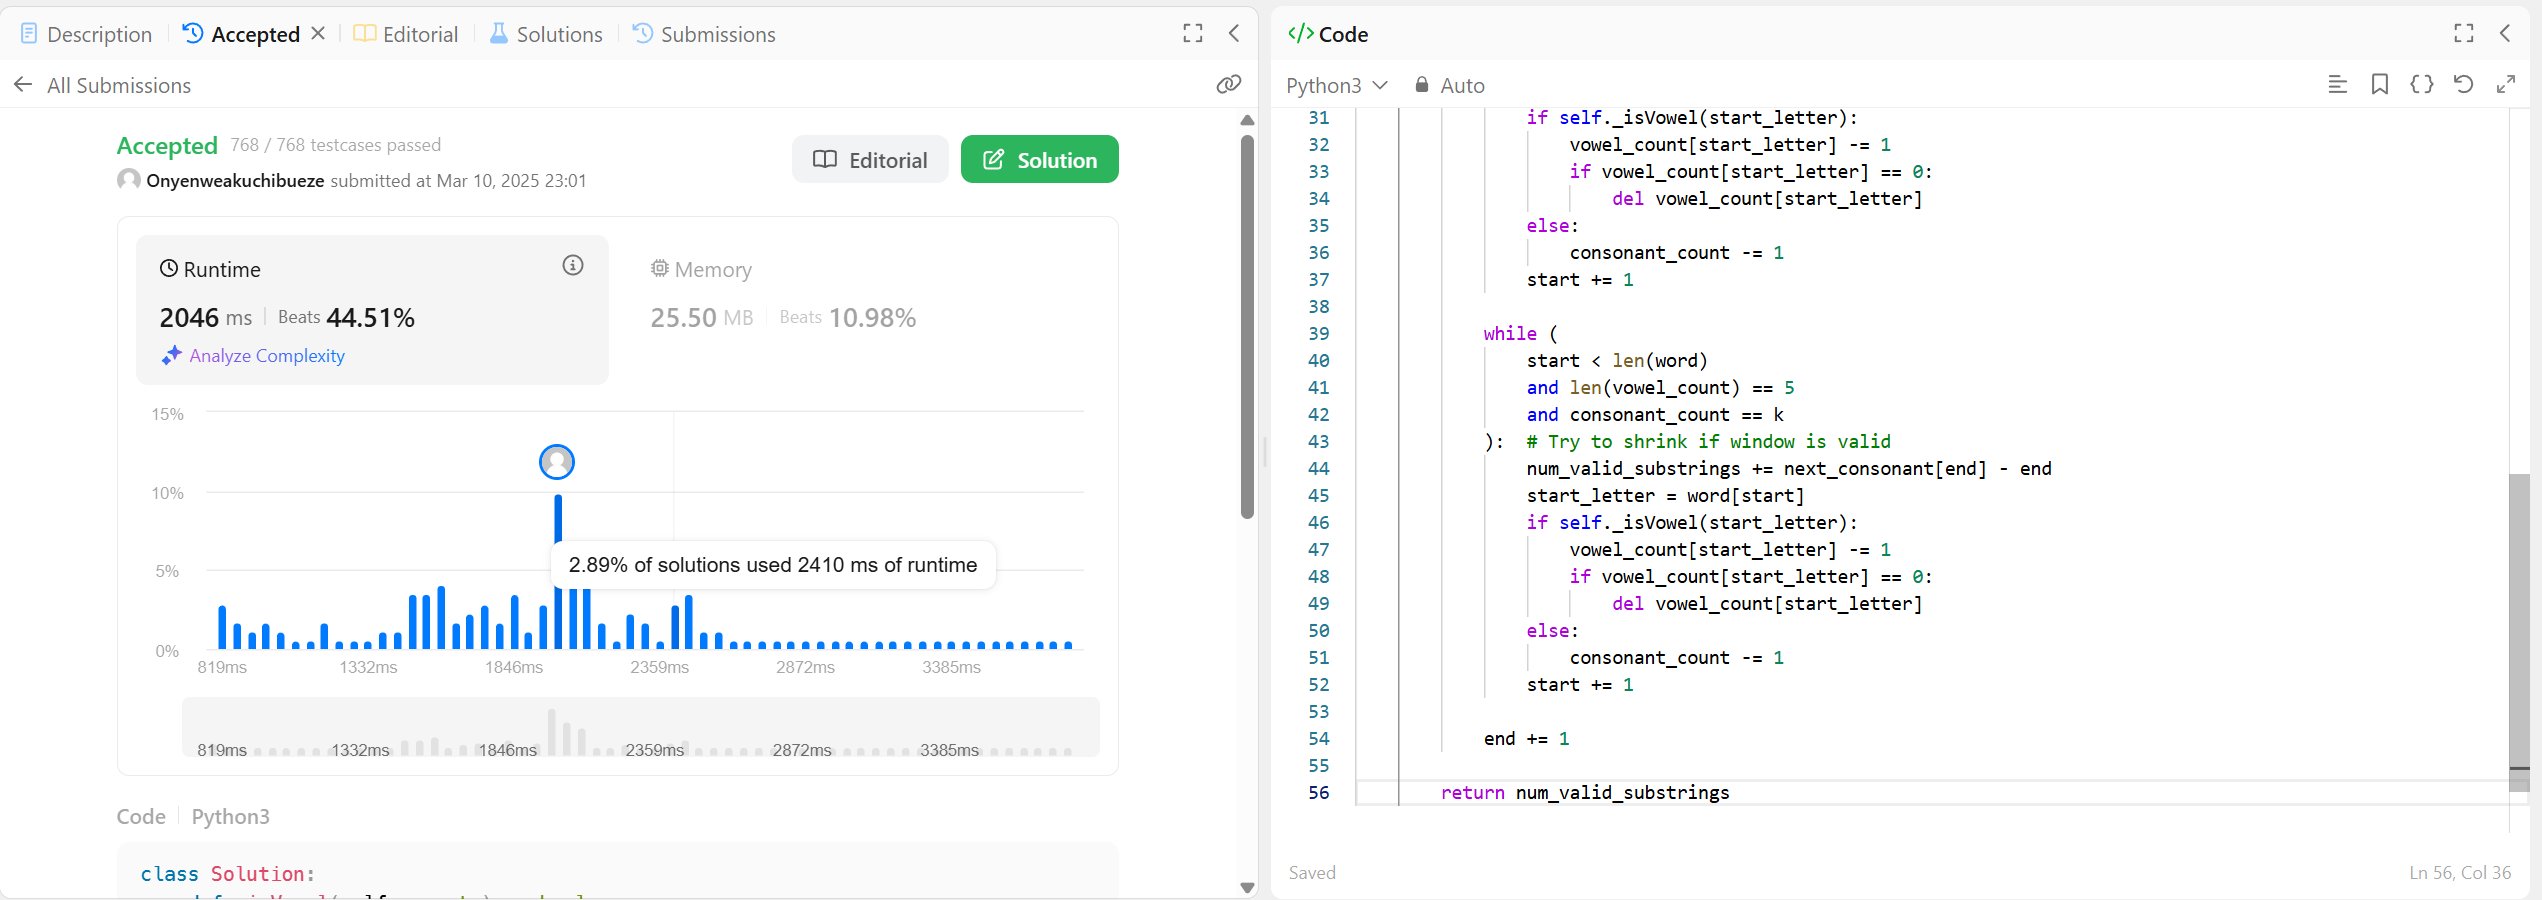 Description Accepted Editorial Solutions Submissions
All Submissions
Accepted 768 / 768 testcases passed
Onyenweakuchibueze submitted at Mar 10, 2025 23:01
Editorial Solution
Runtime
2046 ms Beats 44.51%
Analyze Complexity
Memory
25.50 MB Beats 10.98%
15%
10%
5%
0%
2.89% of solutions used 2410 ms of runtime
819ms 1332ms 1846ms 2359ms 2872ms 3385ms
819ms 1332ms 1846ms 2359ms 2872ms 3385ms
Code Python3
class Solution:
</> Code
Python3 Auto
31 if self._isVowel(start_letter):
32 vowel_count[start_letter] -= 1
33 if vowel_count[start_letter] == 0:
34 del vowel_count[start_letter]
35 else:
36 consonant_count -= 1
37 start += 1
38
39 while (
40 start < len(word)
41 and len(vowel_count) == 5
42 and consonant_count == k
43 ): # Try to shrink if window is valid
44 num_valid_substrings += next_consonant[end] - end
45 start_letter = word[start]
46 if self._isVowel(start_letter):
47 vowel_count[start_letter] -= 1
48 if vowel_count[start_letter] == 0:
49 del vowel_count[start_letter]
50 else:
51 consonant_count -= 1
52 start += 1
53
54 end += 1
55
56 return num_valid_substrings
Saved
Ln 56, Col 36